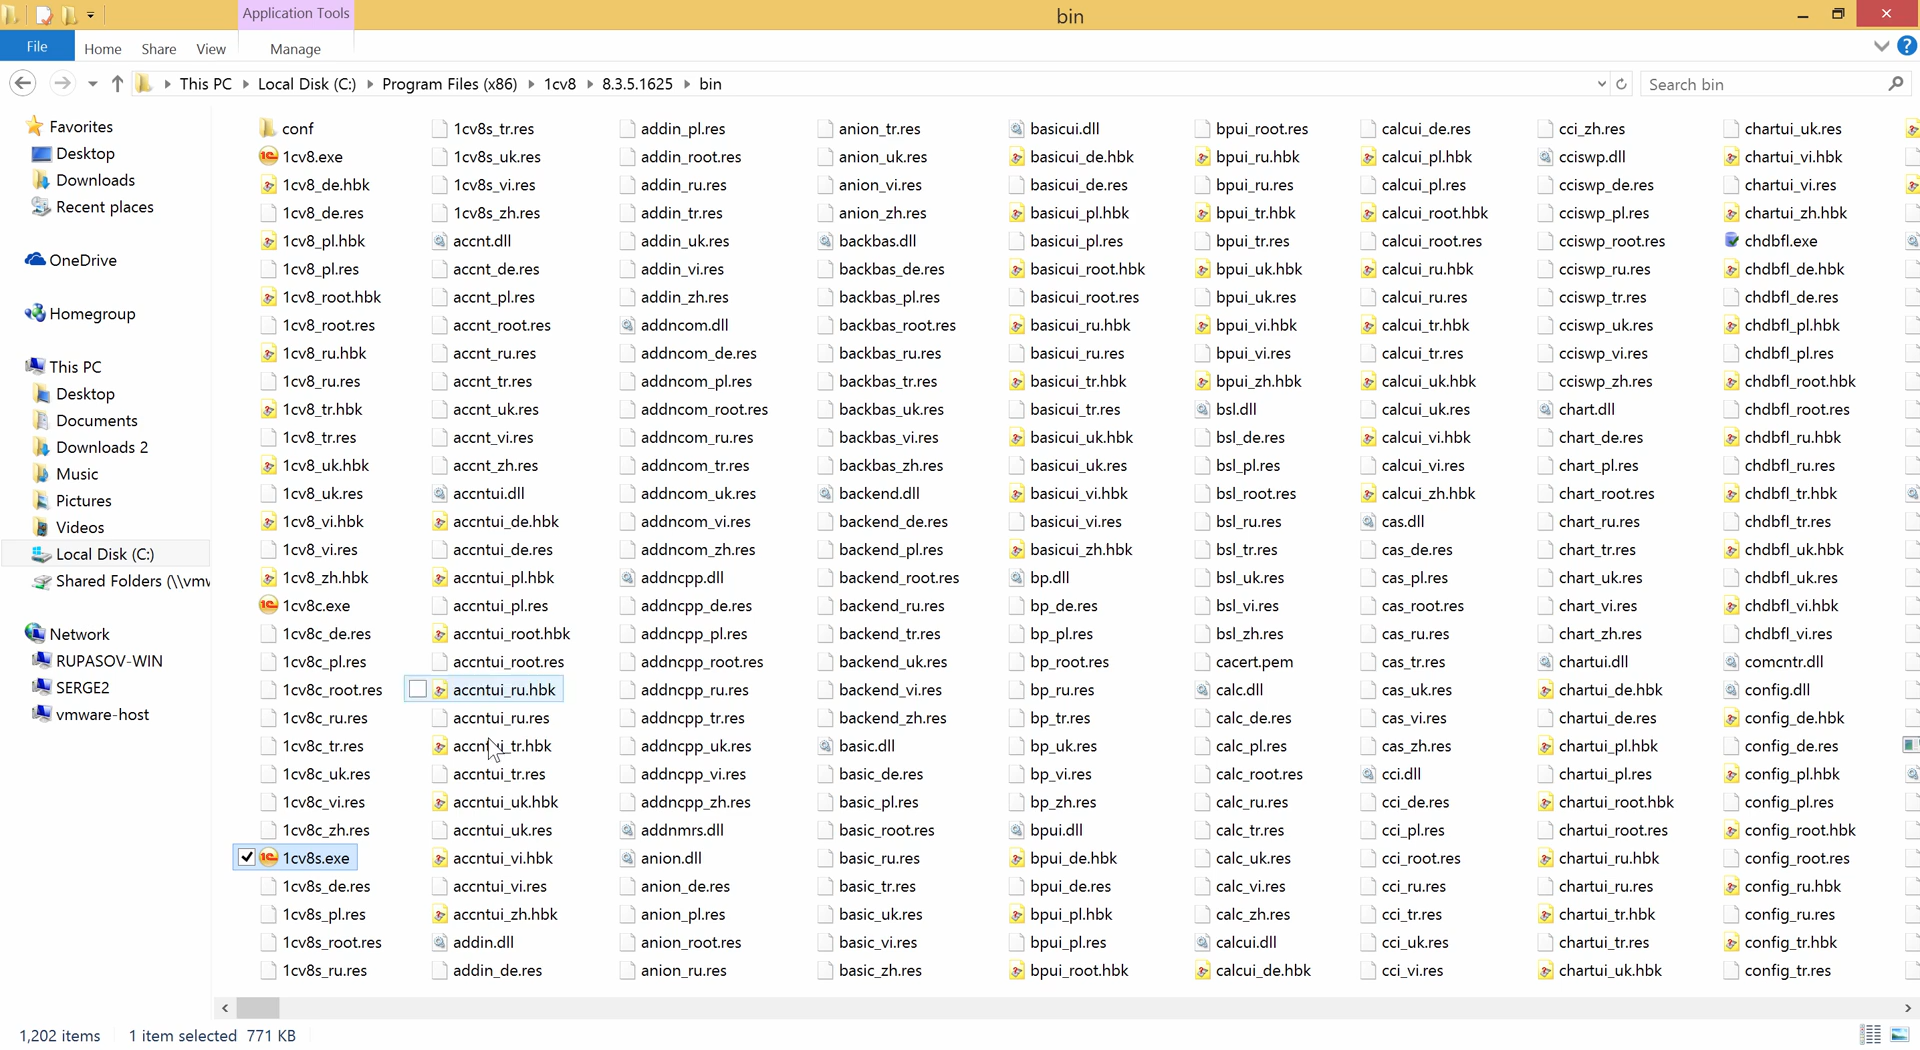 Application Tools
bin
File
Home
Share
View
Manage
This PC
Local Disk (C:)
Program Files (x86)
1cv8
8.3.5.1625
bin
Search bin
Favorites
Desktop
Downloads
Recent places
OneDrive
Homegroup
This PC
Desktop
Documents
Downloads 2
Music
Pictures
Videos
Local Disk (C:)
Shared Folders (\\vmw
Network
RUPASOV-WIN
SERGE2
vmware-host
conf
1cv8.exe
1cv8_de.hbk
1cv8_de.res
1cv8_pl.hbk
1cv8_pl.res
1cv8_root.hbk
1cv8_root.res
1cv8_ru.hbk
1cv8_ru.res
1cv8_tr.hbk
1cv8_tr.res
1cv8_uk.hbk
1cv8_uk.res
1cv8_vi.hbk
1cv8_vi.res
1cv8_zh.hbk
1cv8c.exe
1cv8c_de.res
1cv8c_pl.res
1cv8c_root.res
1cv8c_ru.res
1cv8c_tr.res
1cv8c_uk.res
1cv8c_vi.res
1cv8c_zh.res
1cv8s.exe
1cv8s_de.res
1cv8s_pl.res
1cv8s_root.res
1cv8s_ru.res
1cv8s_tr.res
1cv8s_uk.res
1cv8s_vi.res
1cv8s_zh.res
accnt.dll
accnt_de.res
accnt_pl.res
accnt_root.res
accnt_ru.res
accnt_tr.res
accnt_uk.res
accnt_vi.res
accnt_zh.res
accntui.dll
accntui_de.hbk
accntui_de.res
accntui_pl.hbk
accntui_pl.res
accntui_root.hbk
accntui_root.res
accntui_ru.hbk
accntui_ru.res
accntui_tr.hbk
accntui_tr.res
accntui_uk.hbk
accntui_uk.res
accntui_vi.hbk
accntui_vi.res
accntui_zh.hbk
addin.dll
addin_de.res
addin_pl.res
addin_root.res
addin_ru.res
addin_tr.res
addin_uk.res
addin_vi.res
addin_zh.res
addncom.dll
addncom_de.res
addncom_pl.res
addncom_root.res
addncom_ru.res
addncom_tr.res
addncom_uk.res
addncom_vi.res
addncom_zh.res
addncpp.dll
addncpp_de.res
addncpp_pl.res
addncpp_root.res
addncpp_ru.res
addncpp_tr.res
addncpp_uk.res
addncpp_vi.res
addncpp_zh.res
addnmrs.dll
anion.dll
anion_de.res
anion_pl.res
anion_root.res
anion_ru.res
anion_tr.res
anion_uk.res
anion_vi.res
anion_zh.res
backbas.dll
backbas_de.res
backbas_pl.res
backbas_root.res
backbas_ru.res
backbas_tr.res
backbas_uk.res
backbas_vi.res
backbas_zh.res
backend.dll
backend_de.res
backend_pl.res
backend_root.res
backend_ru.res
backend_tr.res
backend_uk.res
backend_vi.res
backend_zh.res
basic.dll
basic_de.res
basic_pl.res
basic_root.res
basic_ru.res
basic_tr.res
basic_uk.res
basic_vi.res
basic_zh.res
basicui.dll
basicui_de.hbk
basicui_de.res
basicui_pl.hbk
basicui_pl.res
basicui_root.hbk
basicui_root.res
basicui_ru.hbk
basicui_ru.res
basicui_tr.hbk
basicui_tr.res
basicui_uk.hbk
basicui_uk.res
basicui_vi.hbk
basicui_vi.res
basicui_zh.hbk
bp.dll
bp_de.res
bp_pl.res
bp_root.res
bp_ru.res
bp_tr.res
bp_uk.res
bp_vi.res
bp_zh.res
bpui.dll
bpui_de.hbk
bpui_de.res
bpui_pl.hbk
bpui_pl.res
bpui_root.hbk
bpui_root.res
bpui_ru.hbk
bpui_ru.res
bpui_tr.hbk
bpui_tr.res
bpui_uk.hbk
bpui_uk.res
bpui_vi.hbk
bpui_vi.res
bpui_zh.hbk
bsl.dll
bsl_de.res
bsl_pl.res
bsl_root.res
bsl_ru.res
bsl_tr.res
bsl_uk.res
bsl_vi.res
bsl_zh.res
cacert.pem
calc.dll
calc_de.res
calc_pl.res
calc_root.res
calc_ru.res
calc_tr.res
calc_uk.res
calc_vi.res
calc_zh.res
calcui.dll
calcui_de.hbk
calcui_de.res
calcui_pl.hbk
calcui_pl.res
calcui_root.hbk
calcui_root.res
calcui_ru.hbk
calcui_ru.res
calcui_tr.hbk
calcui_tr.res
calcui_uk.hbk
calcui_uk.res
calcui_vi.hbk
calcui_vi.res
calcui_zh.hbk
cas.dll
cas_de.res
cas_pl.res
cas_root.res
cas_ru.res
cas_tr.res
cas_uk.res
cas_vi.res
cas_zh.res
cci.dll
cci_de.res
cci_pl.res
cci_root.res
cci_ru.res
cci_tr.res
cci_uk.res
cci_vi.res
cci_zh.res
cciswp.dll
cciswp_de.res
cciswp_pl.res
cciswp_root.res
cciswp_ru.res
cciswp_tr.res
cciswp_uk.res
cciswp_vi.res
cciswp_zh.res
chart.dll
chart_de.res
chart_pl.res
chart_root.res
chart_ru.res
chart_tr.res
chart_uk.res
chart_vi.res
chart_zh.res
chartui.dll
chartui_de.hbk
chartui_de.res
chartui_pl.hbk
chartui_pl.res
chartui_root.hbk
chartui_root.res
chartui_ru.hbk
chartui_ru.res
chartui_tr.hbk
chartui_tr.res
chartui_uk.hbk
chartui_uk.res
chartui_vi.hbk
chartui_vi.res
chartui_zh.hbk
chdbfl.exe
chdbfl_de.hbk
chdbfl_de.res
chdbfl_pl.hbk
chdbfl_pl.res
chdbfl_root.hbk
chdbfl_root.res
chdbfl_ru.hbk
chdbfl_ru.res
chdbfl_tr.hbk
chdbfl_tr.res
chdbfl_uk.hbk
chdbfl_uk.res
chdbfl_vi.hbk
chdbfl_vi.res
comcntr.dll
config.dll
config_de.hbk
config_de.res
config_pl.hbk
config_pl.res
config_root.hbk
config_root.res
config_ru.hbk
config_ru.res
config_tr.hbk
config_tr.res
1,202 items
1 item selected 771 KB